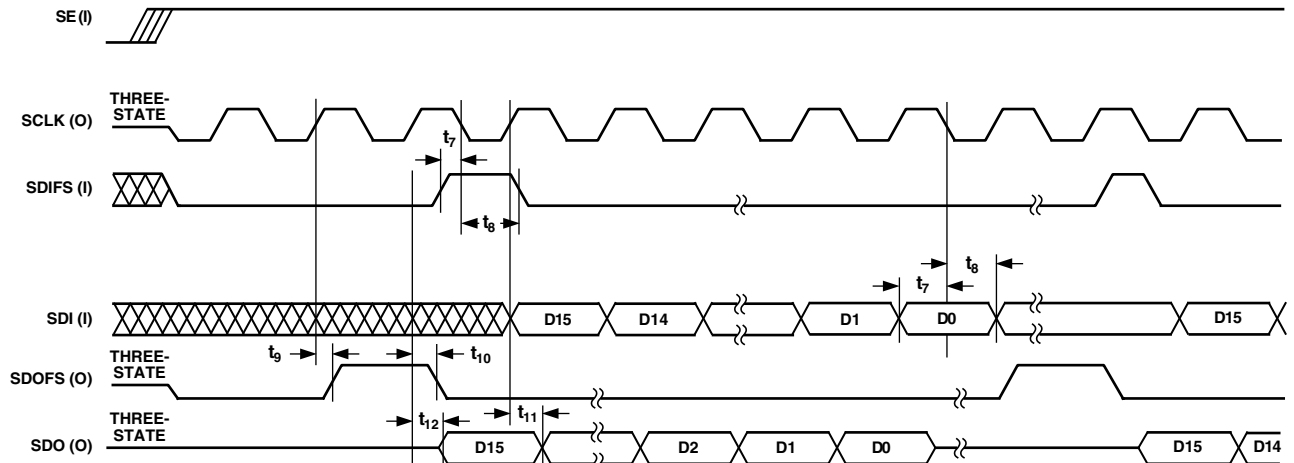 SE (I)
THREE-
STATE
SCLK (O)
t7
SDIFS (I)
t8
t8
t7
SDI (I)
D15
D14
D1
D0
D15
t9
t10
THREE-
STATE
SDOFS (O)
THREE-
STATE
t12
t11
SDO (O)
D15
D2
D1
D0
D15
D14